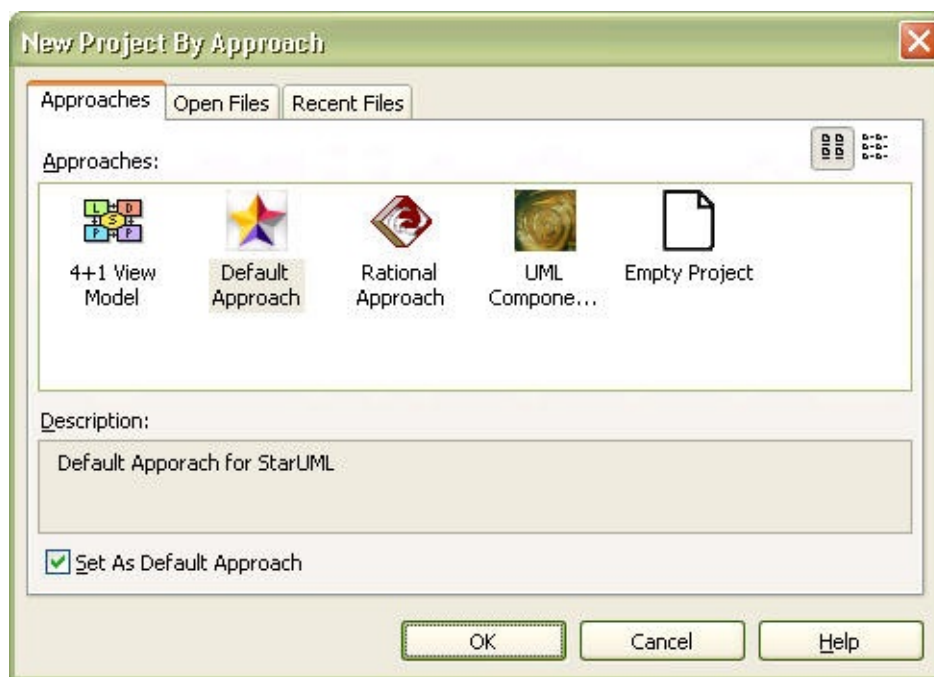 New Project By Approach
Approaches
Open Files
Recent Files
Approaches:
L D
S
P P
4+1 View
Model
Default
Approach
Rational
Approach
UML
Compone...
Empty Project
Description:
Default Apporach for StarUML
Set As Default Approach
OK
Cancel
Help